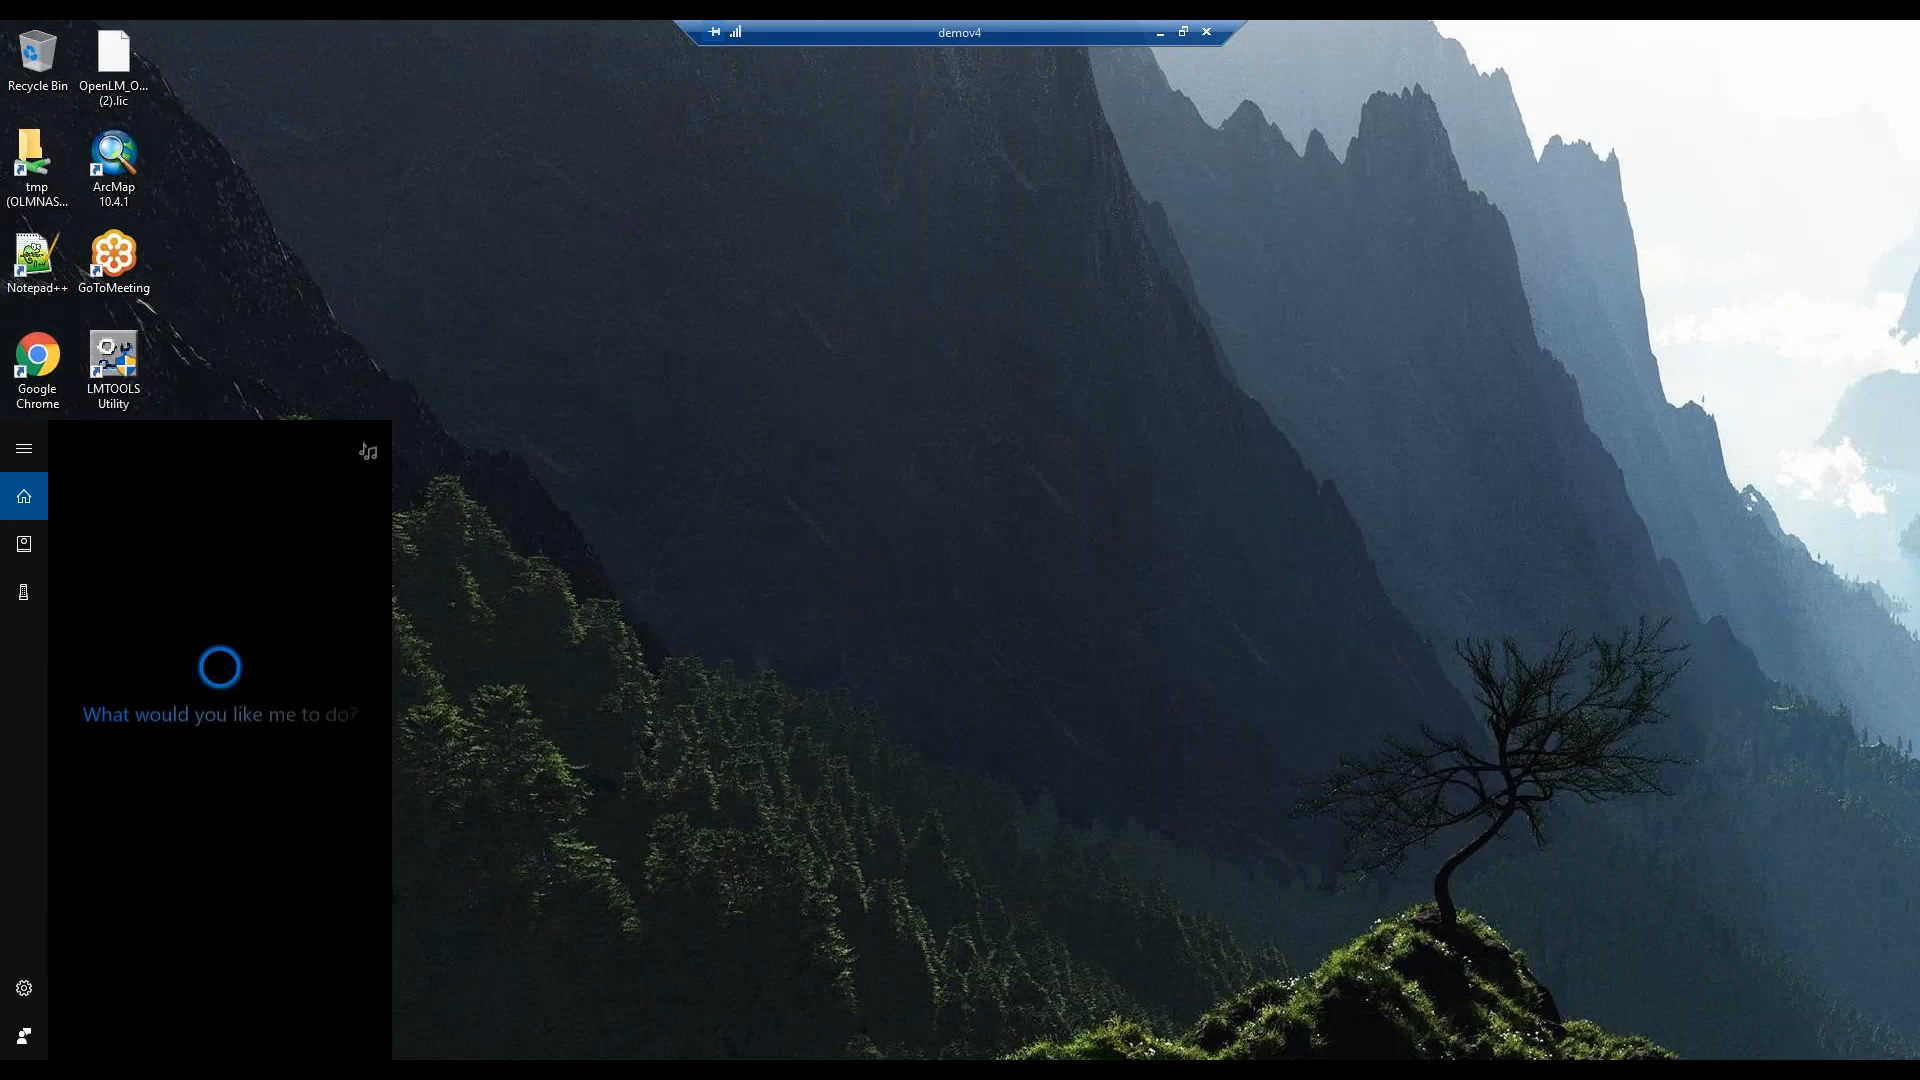 demov4
Recycle Bin
OpenLM_O...
(2).lic
tmp
(OLMNAS...
ArcMap
10.4.1
Notepad++
GoToMeeting
Google
Chrome
LMTOOLS
Utility
What would you like me to do?